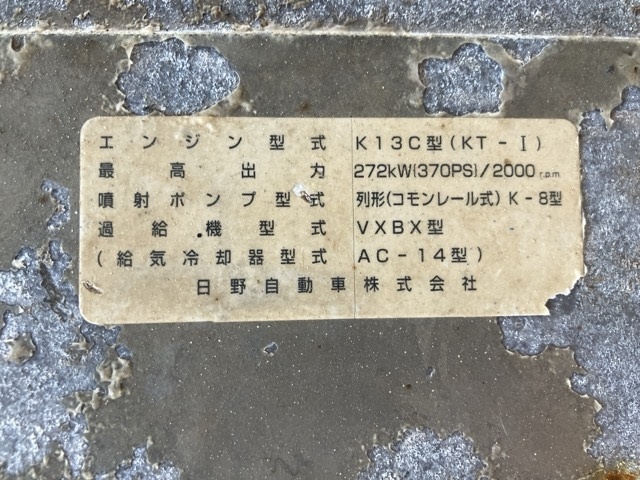 エンジン型式 K13C型(KT-Ⅰ)
最高出力 272kW{370PS}/2000r.p.m
噴射ポンプ型式 列形(コモンレール式)K-8型
過給機型式 VXBX型
(給気冷却器型式 AC-14型)
日野自動車株式会社